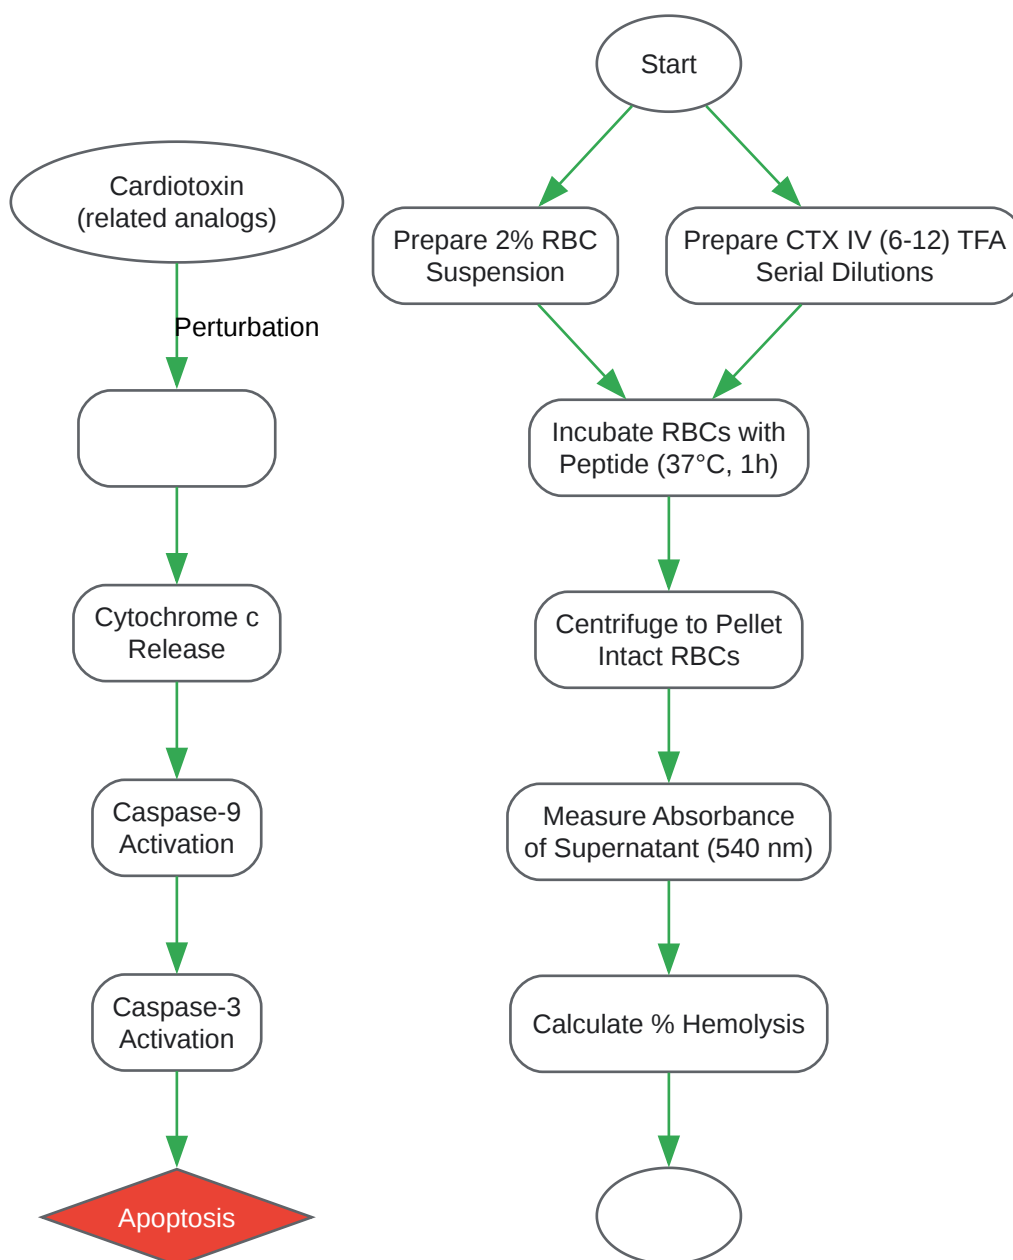 Cardiotoxin
(related analogs)
Perturbation
Cytochrome c
Release
Caspase-9
Activation
Caspase-3
Activation
Apoptosis
Start
Prepare 2% RBC
Suspension
Prepare CTX IV (6-12) TFA
Serial Dilutions
Incubate RBCs with
Peptide (37°C, 1h)
Centrifuge to Pellet
Intact RBCs
Measure Absorbance
of Supernatant (540 nm)
Calculate % Hemolysis